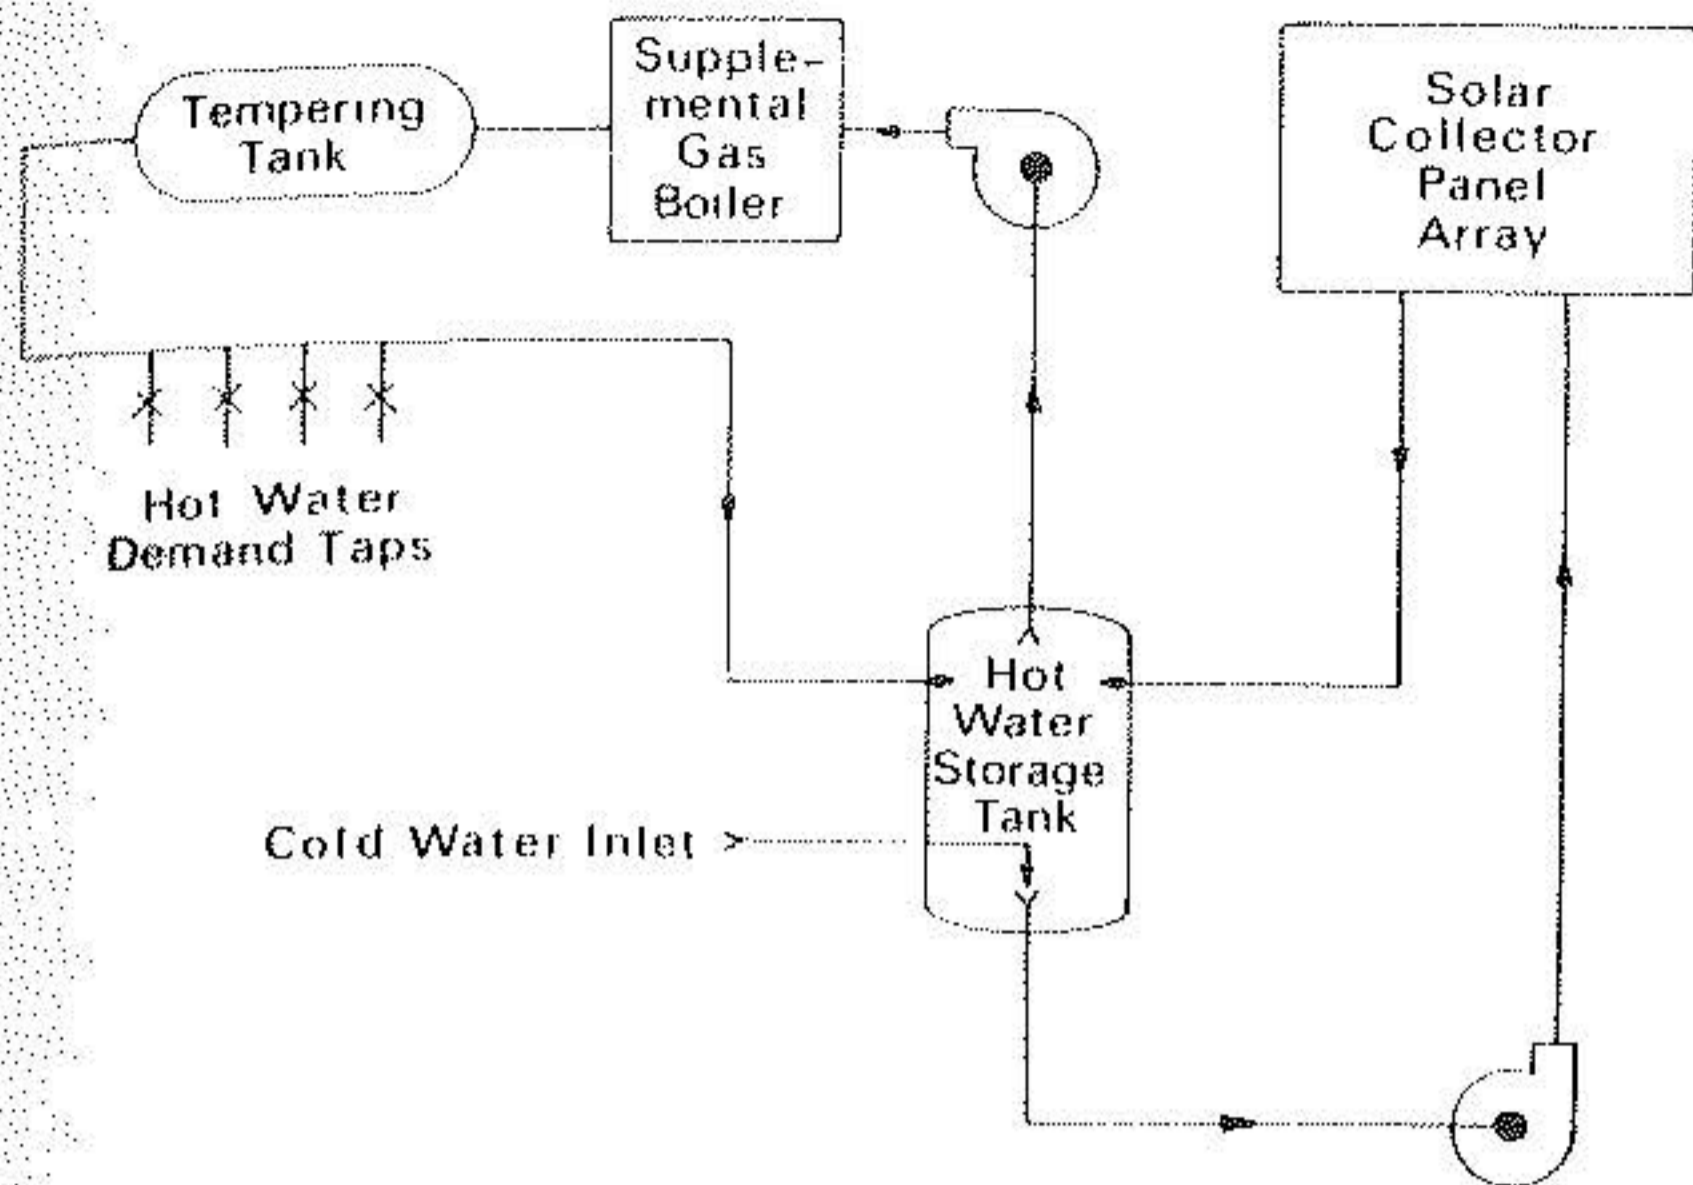 Supple-
mental
Gas
Boiler
Tempering
Tank
Solar
Collector
Panel
Array
Hot Water
Demand Taps
Hot
Water
Storage
Tank
Cold Water Inlet